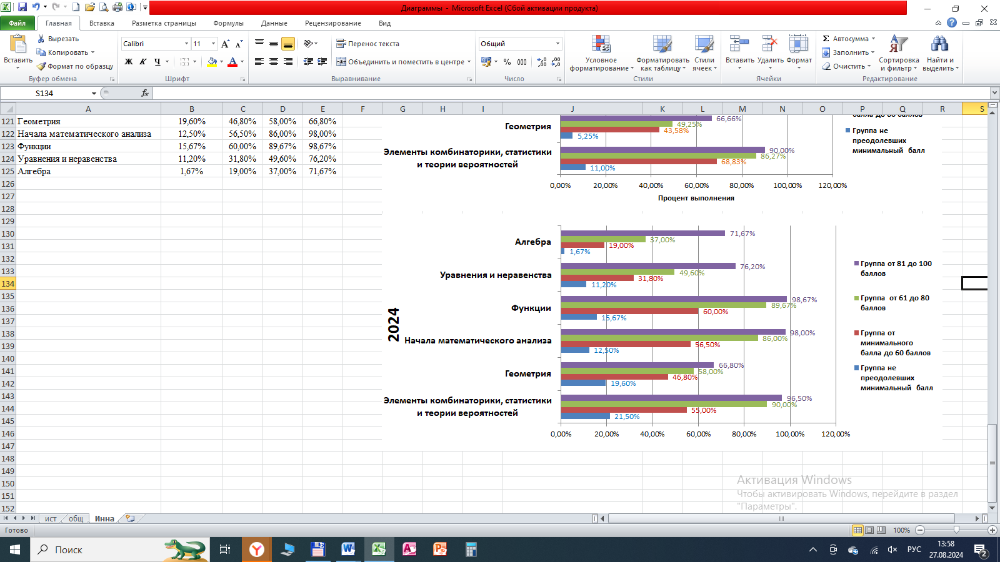 Диаграммы - Microsoft Excel (Сбой активации продукта)
Файл Главная Вставка Разметка страницы Формулы Данные Рецензирование Вид
Вставить
Вырезать
Копировать
Формат по образцу
Буфер обмена
Calibri 11
Ж К Ч
Шрифт
Перенос текста
Объединить и поместить в центре
Выравнивание
Общий
% 000
Число
Условное форматирование
Форматировать как таблицу
Стили ячеек
Стили
Вставить Удалить Формат
Ячейки
Σ Автосумма
Заполнить
Очистить
Сортировка и фильтр
Найти и выделить
Редактирование
S134
fx
A B C D E F G H I J K L M N O P Q R S
121 Геометрия 19,60% 46,80% 58,00% 66,80%
122 Начала математического анализа 12,50% 56,50% 86,00% 98,00%
123 Функции 15,67% 60,00% 89,67% 98,67%
124 Уравнения и неравенства 11,20% 31,80% 49,60% 76,20%
125 Алгебра 1,67% 19,00% 37,00% 71,67%
126
127
128
129
130
131
132
133
134
135
136
137
138
139
140
141
142
143
144
145
146
147
148
149
150
151
152
Геометрия
66,66%
49,25%
43,58%
5,25%
Элементы комбинаторики, статистики
и теории вероятностей
90,00%
86,27%
68,83%
11,00%
0,00% 20,00% 40,00% 60,00% 80,00% 100,00% 120,00%
Процент выполнения
балла до 60 баллов
Группа не
преодолевших
минимальный балл
2024
Алгебра
71,67%
37,00%
19,00%
1,67%
Уравнения и неравенства
76,20%
49,60%
31,80%
11,20%
Функции
98,67%
89,67%
60,00%
15,67%
Начала математического анализа
98,00%
86,00%
56,50%
12,50%
Геометрия
66,80%
58,00%
46,80%
19,60%
Элементы комбинаторики, статистики
и теории вероятностей
96,50%
90,00%
55,00%
21,50%
0,00% 20,00% 40,00% 60,00% 80,00% 100,00% 120,00%
Группа от 81 до 100
баллов
Группа от 61 до 80
баллов
Группа от
минимального
балла до 60 баллов
Группа не
преодолевших
минимальный балл
Активация Windows
Чтобы активировать Windows, перейдите в раздел
"Параметры".
ист общ Инна
Готово
100%
Поиск
РУС
13:58
27.08.2024
2